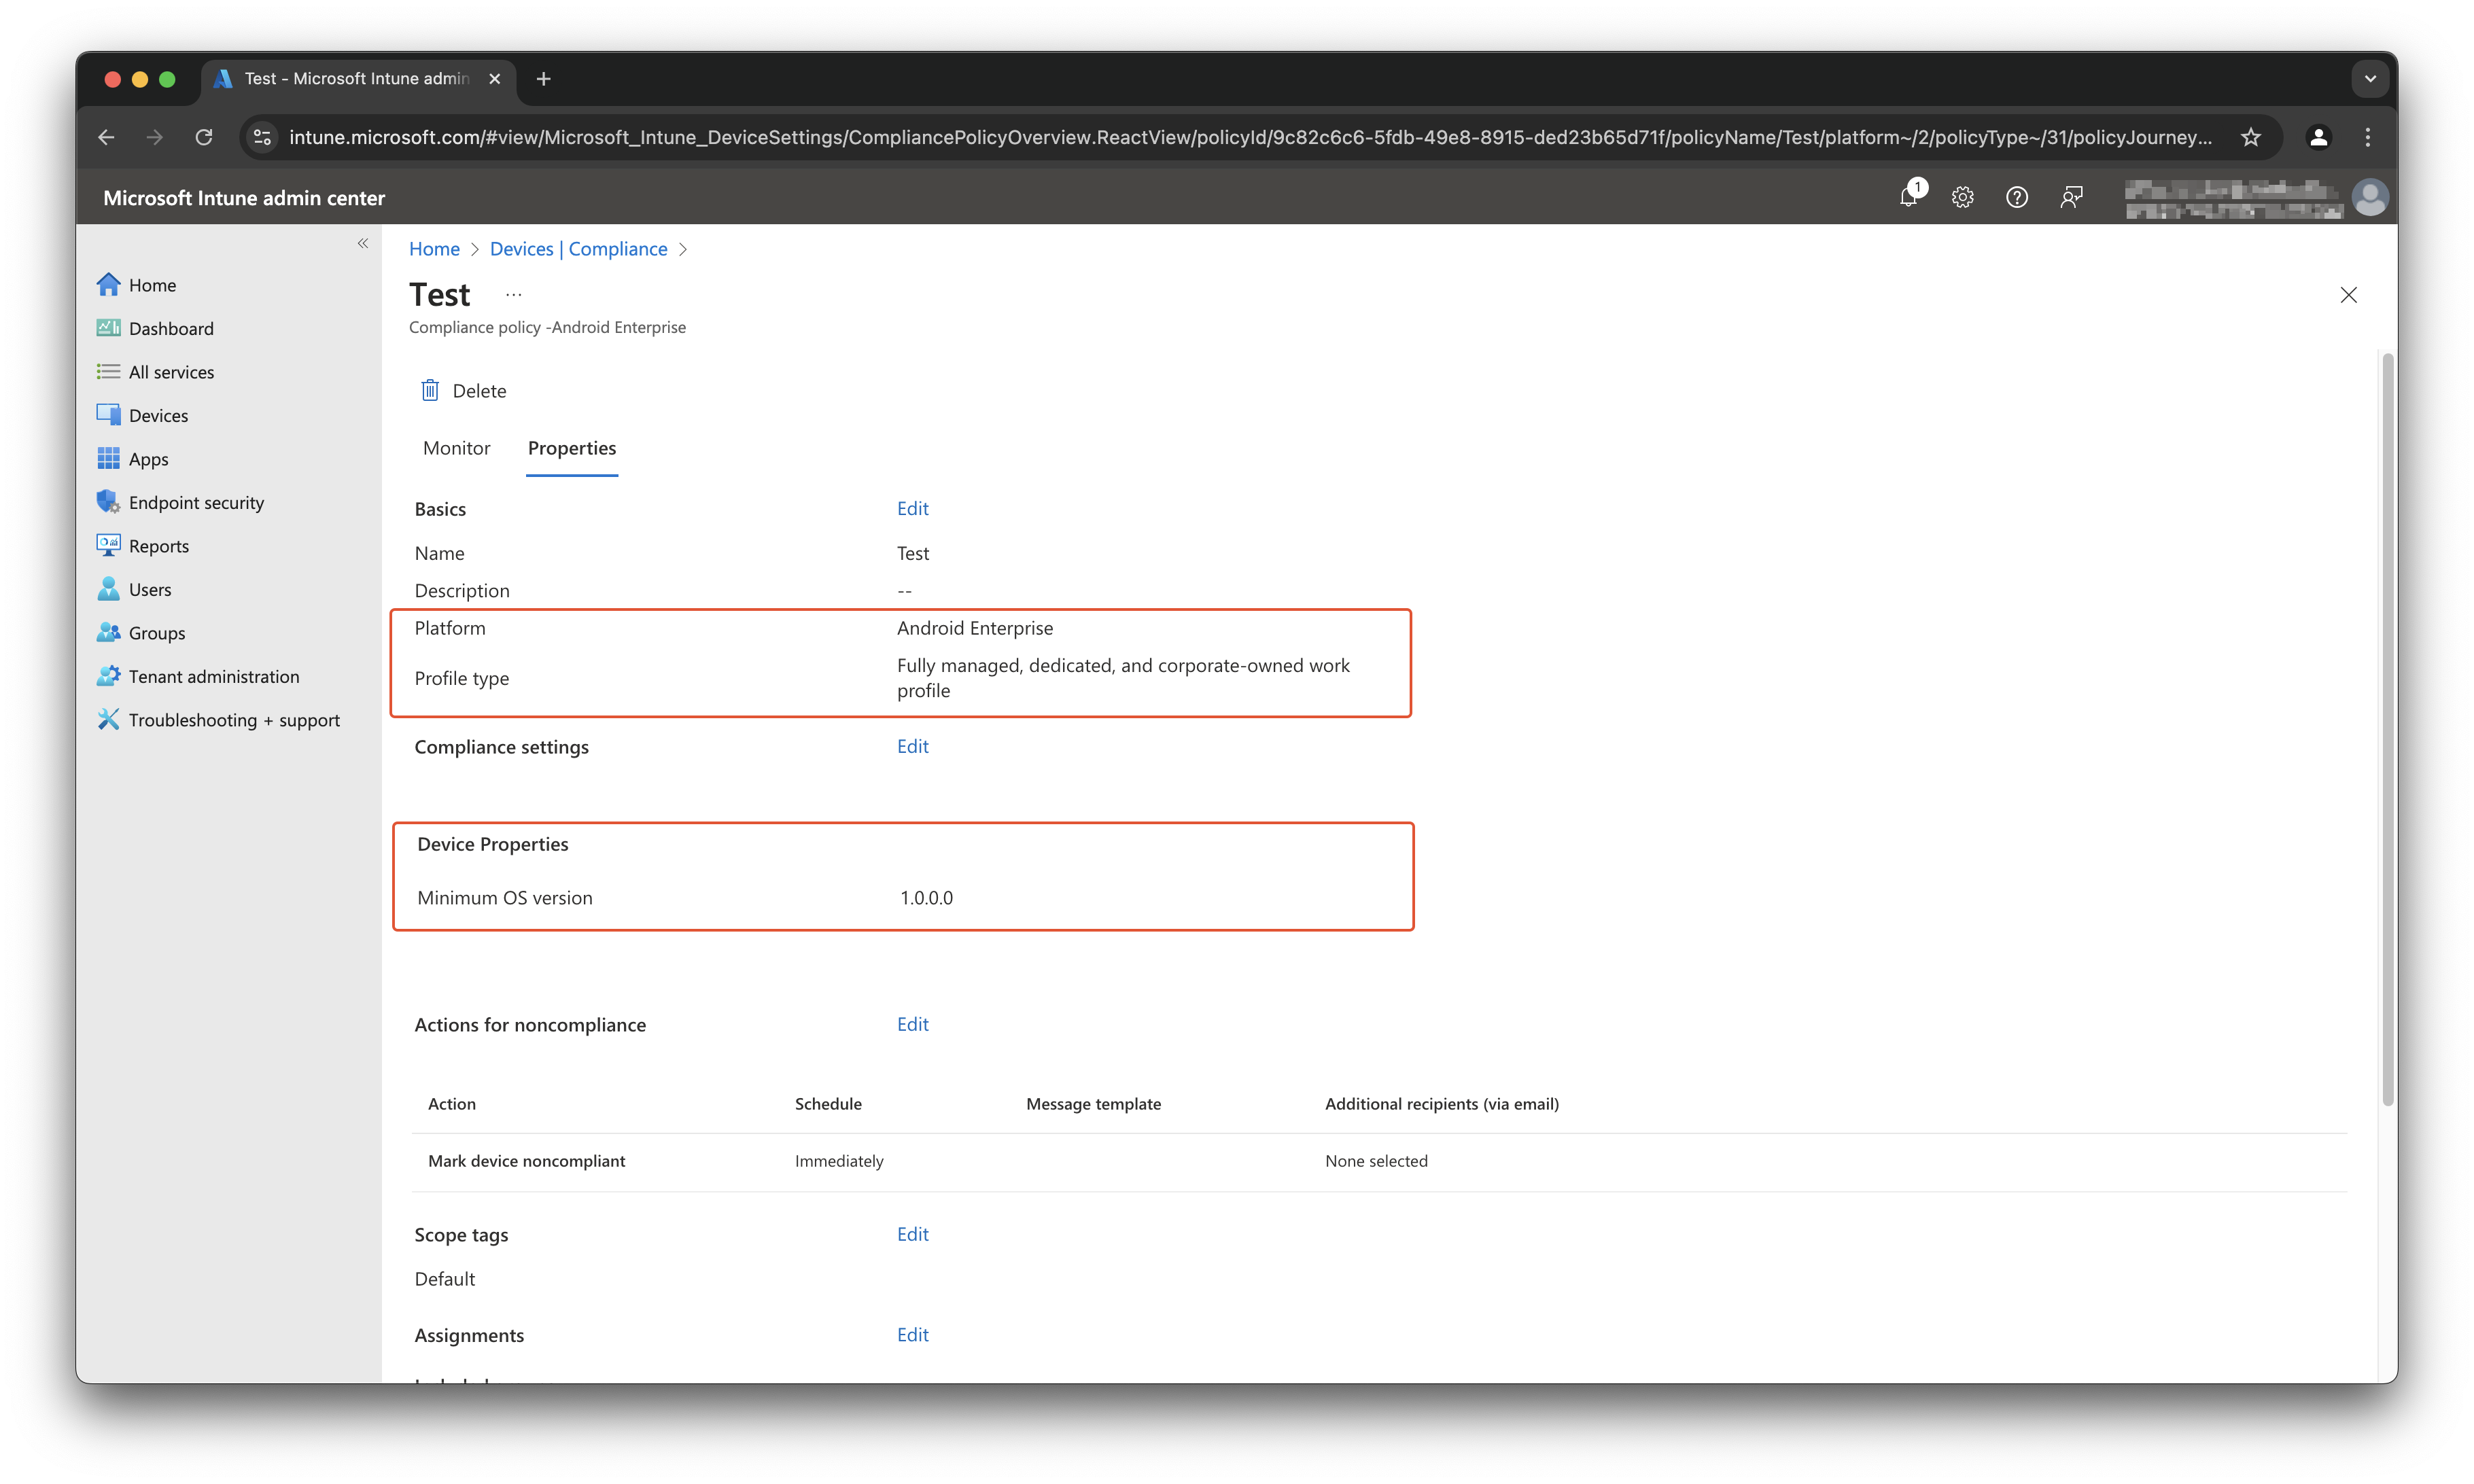 Test - Microsoft Intune admin
intune.microsoft.com/#view/Microsoft_Intune_DeviceSettings/CompliancePolicyOverview.ReactView/policyId/9c82c6c6-5fdb-49e8-8915-ded23b65d71f/policyName/Test/platform~/2/policyType~/31/policyJourney...
Microsoft Intune admin center
1
Home
Dashboard
All services
Devices
Apps
Endpoint security
Reports
Users
Groups
Tenant administration
Troubleshooting + support
Home > Devices | Compliance >
Test ...
Compliance policy -Android Enterprise
Delete
Monitor Properties
Basics Edit
Name Test
Description --
Platform Android Enterprise
Profile type Fully managed, dedicated, and corporate-owned work
profile
Compliance settings Edit
Device Properties
Minimum OS version 1.0.0.0
Actions for noncompliance Edit
Action Schedule Message template Additional recipients (via email)
Mark device noncompliant Immediately None selected
Scope tags Edit
Default
Assignments Edit